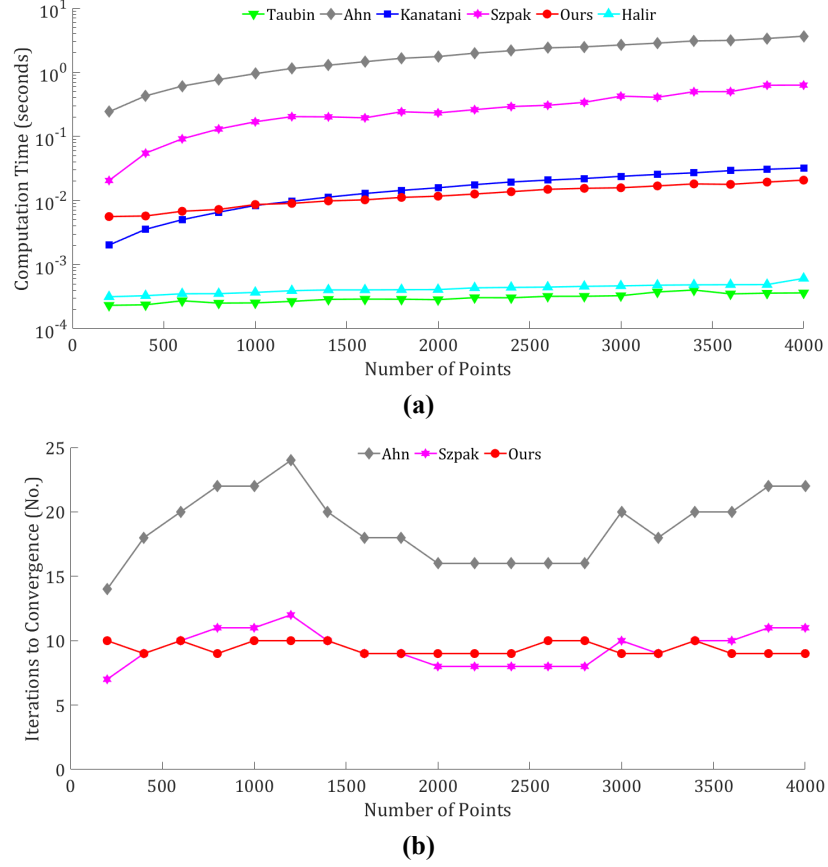 Taubin Ahn Kanatani Szpak Ours Halir
10^1
10^0
10^-1
10^-2
10^-3
10^-4
Computation Time (seconds)
0 500 1000 1500 2000 2500 3000 3500 4000
Number of Points
(a)
Ahn Szpak Ours
25
20
15
10
5
0
Iterations to Convergence (No.)
0 500 1000 1500 2000 2500 3000 3500 4000
Number of Points
(b)